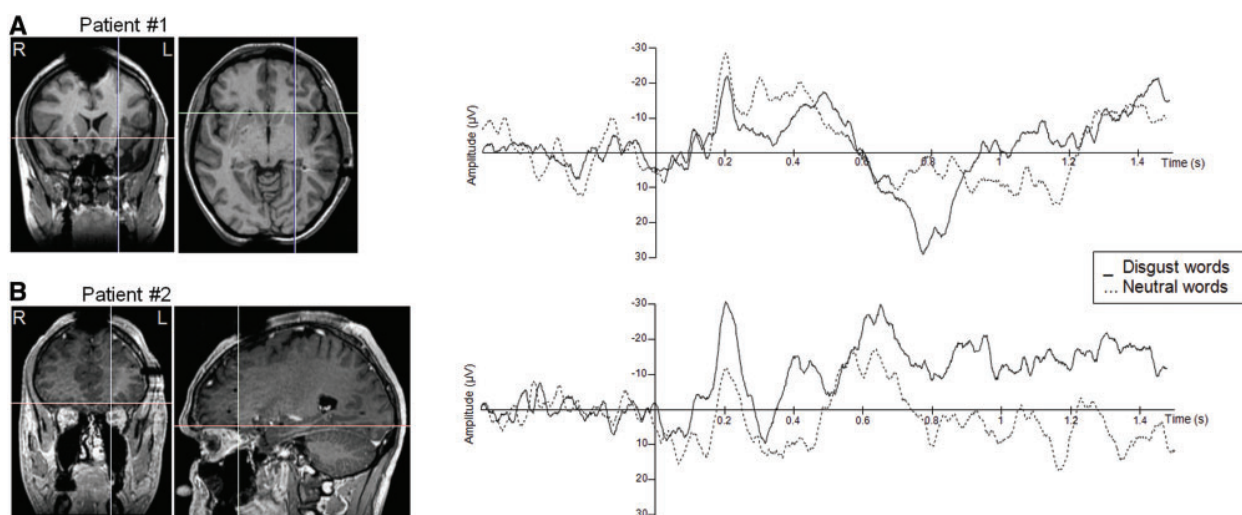 A
Patient #1
R
L
Amplitude (µV)
-30
-20
-10
10
20
30
0
0.2
0.4
0.6
0.8
1
1.2
1.4
Time (s)
Disgust words
Neutral words
B
Patient #2
R
L
Amplitude (µV)
-30
-20
-10
10
20
30
0
0.2
0.4
0.6
0.8
1
1.2
1.4
Time (s)